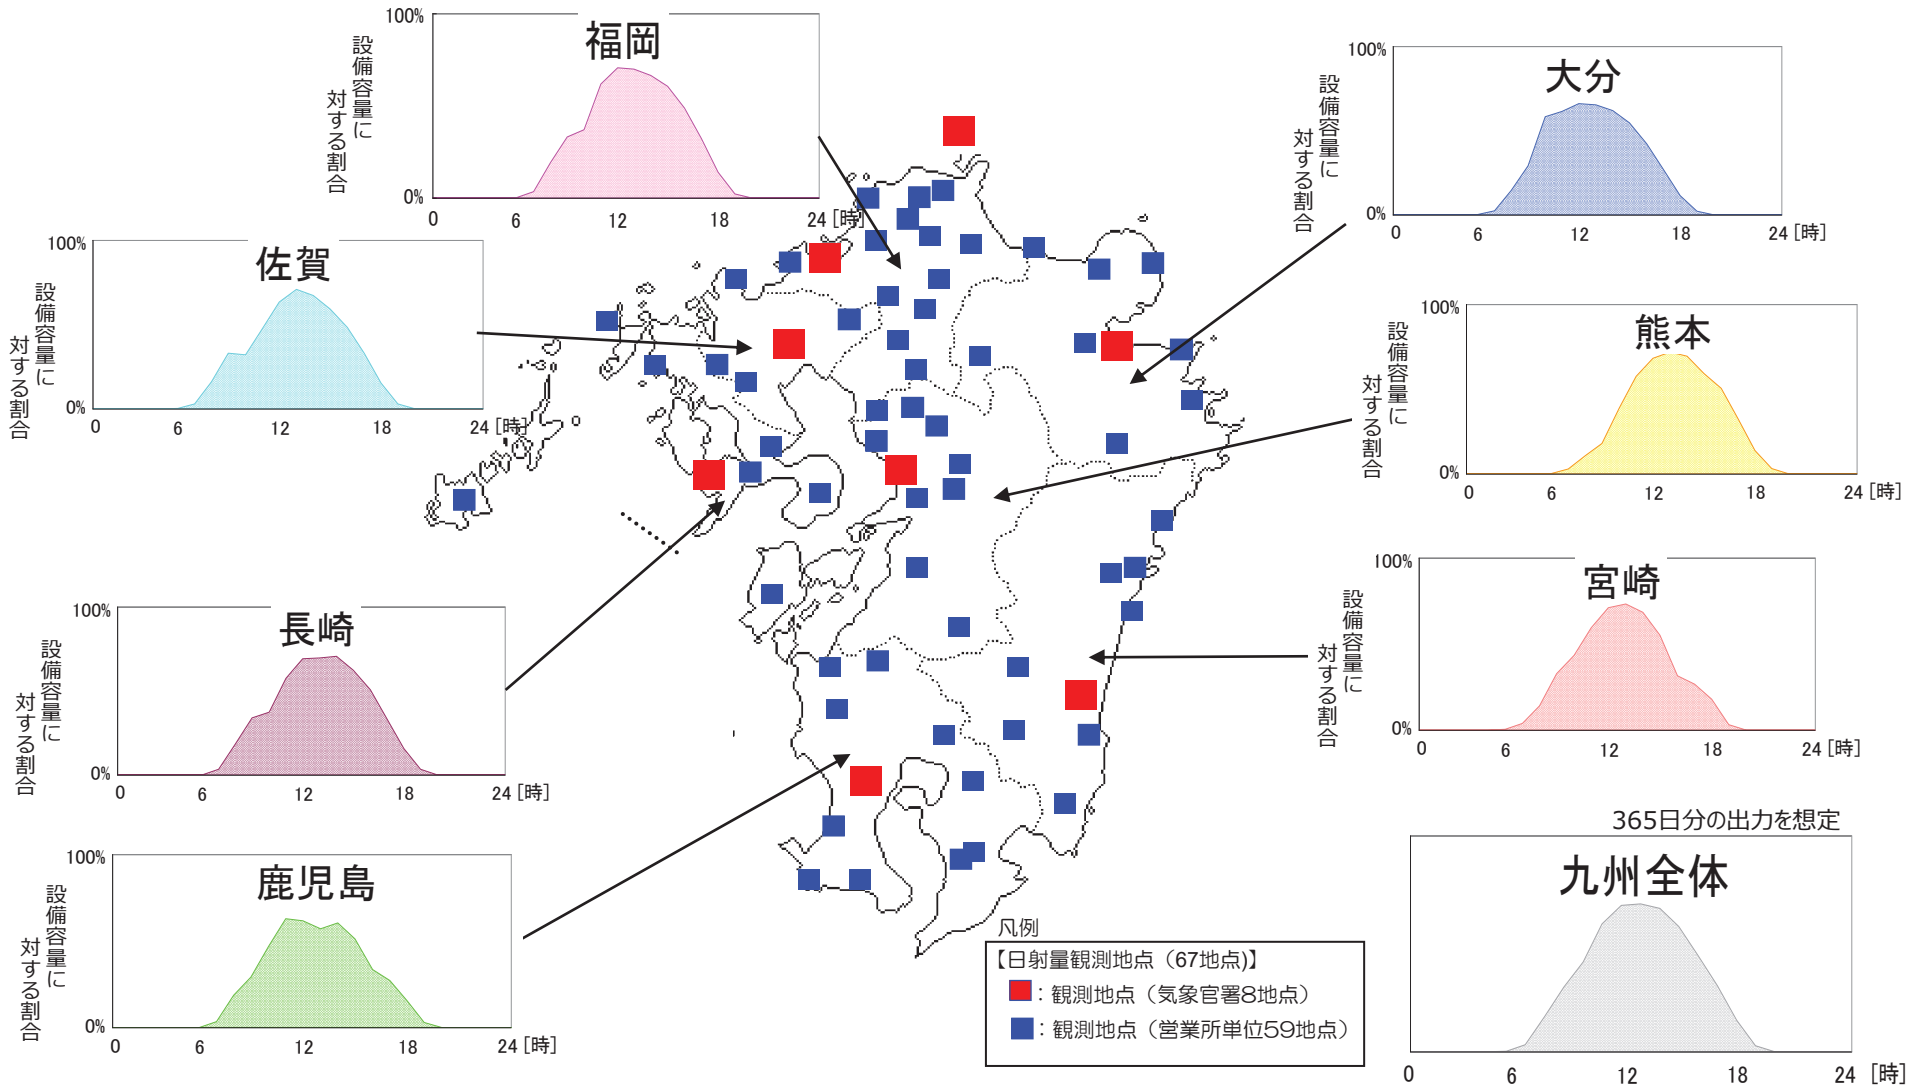 福岡
100%
0%
設備容量に
対する割合
0 6 12 18 24 [時]
大分
100%
0%
設備容量に
対する割合
0 6 12 18 24 [時]
佐賀
100%
0%
設備容量に
対する割合
0 6 12 18 24 [時]
熊本
100%
0%
設備容量に
対する割合
0 6 12 18 24 [時]
長崎
100%
0%
設備容量に
対する割合
0 6 12 18 24 [時]
宮崎
100%
0%
設備容量に
対する割合
0 6 12 18 24 [時]
鹿児島
100%
0%
設備容量に
対する割合
0 6 12 18 24 [時]
365日分の出力を想定
九州全体
0 6 12 18 24 [時]
凡例
【日射量観測地点（67地点)】
：観測地点（気象官署8地点）
：観測地点（営業所単位59地点）